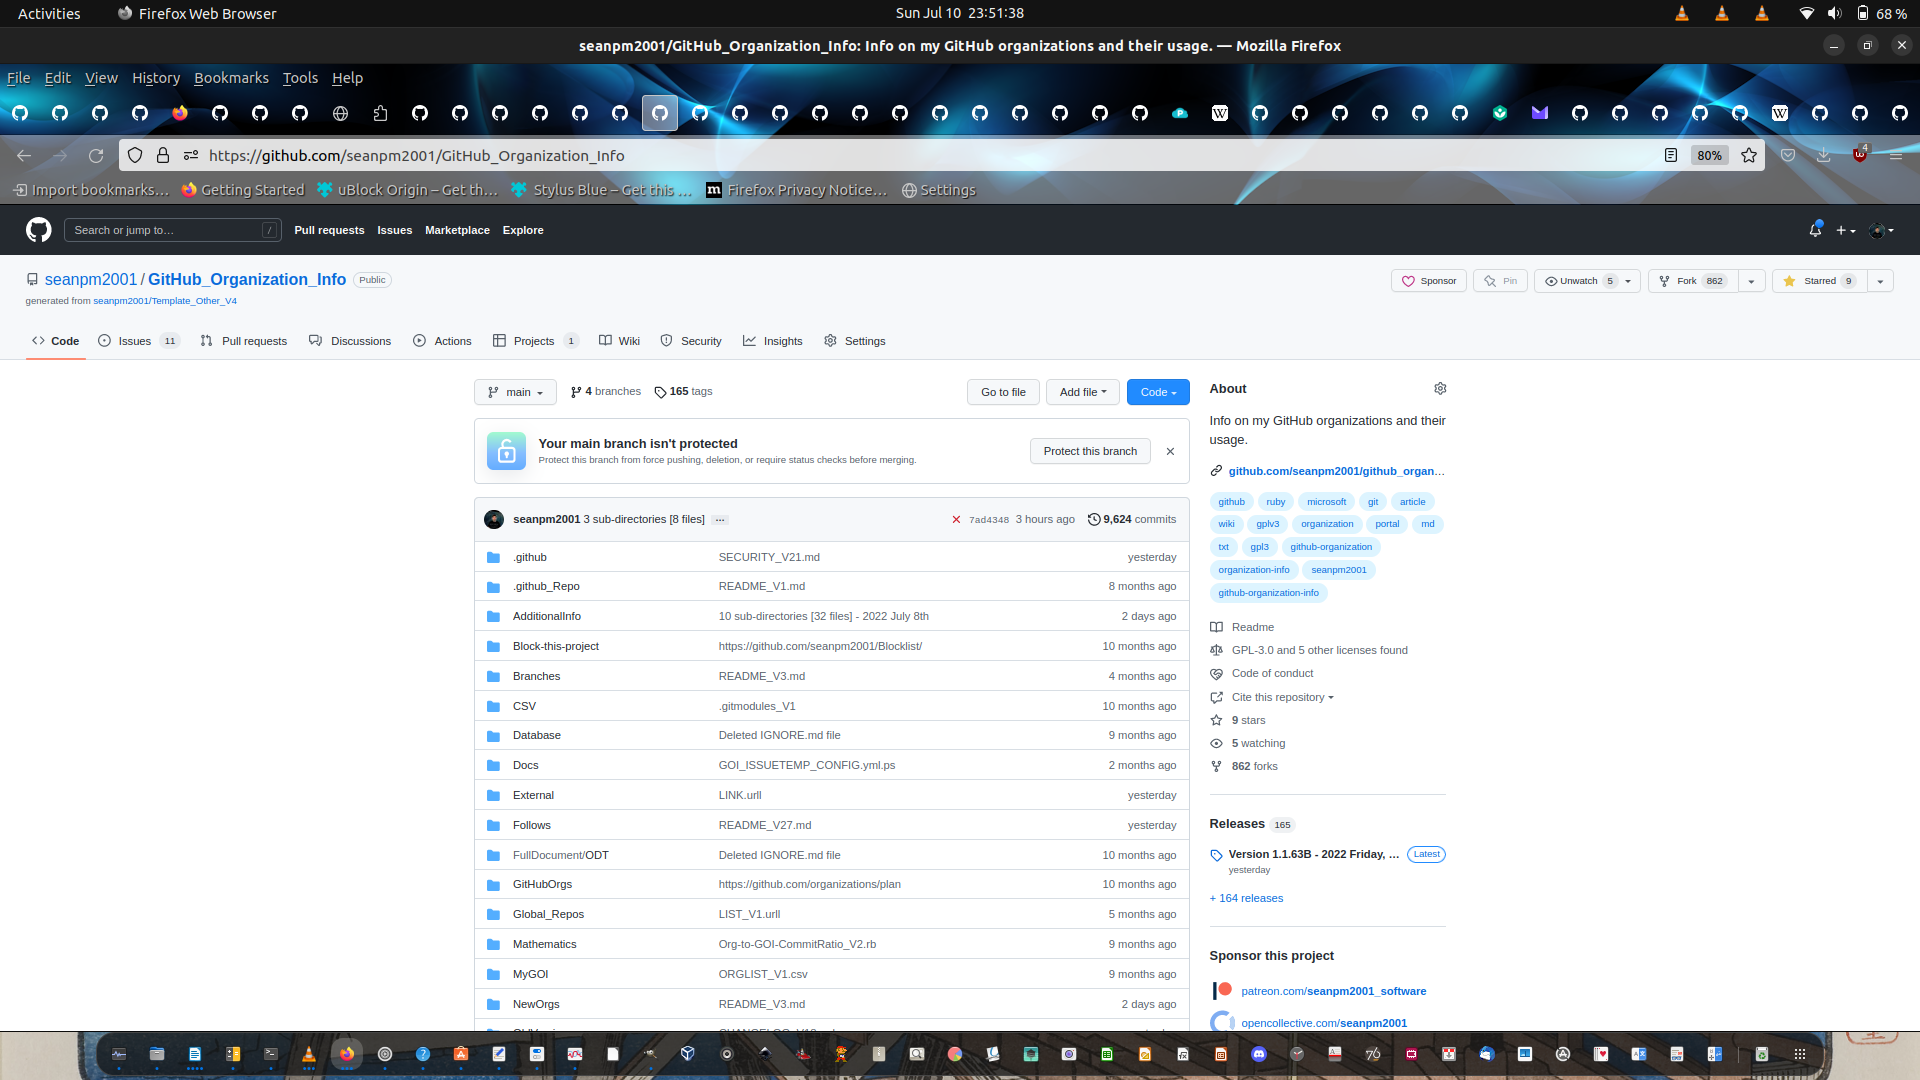 Activities Firefox Web Browser Sun Jul 10 23:51:38 68 %
seanpm2001/GitHub_Organization_Info: Info on my GitHub organizations and their usage. — Mozilla Firefox
File Edit View History Bookmarks Tools Help
https://github.com/seanpm2001/GitHub_Organization_Info 80% 4
Import bookmarks… Getting Started uBlock Origin – Get th… Stylus Blue – Get this … Firefox Privacy Notice… Settings
Search or jump to… / Pull requests Issues Marketplace Explore
seanpm2001 / GitHub_Organization_Info Public Sponsor Pin Unwatch 5 Fork 862 Starred 9
generated from seanpm2001/Template_Other_V4
Code Issues 11 Pull requests Discussions Actions Projects 1 Wiki Security Insights Settings
main 4 branches 165 tags Go to file Add file Code
Your main branch isn't protected
Protect this branch from force pushing, deletion, or require status checks before merging.
Protect this branch
seanpm2001 3 sub-directories [8 files] … 7ad4348 3 hours ago 9,624 commits
.github SECURITY_V21.md yesterday
.github_Repo README_V1.md 8 months ago
AdditionalInfo 10 sub-directories [32 files] - 2022 July 8th 2 days ago
Block-this-project https://github.com/seanpm2001/Blocklist/ 10 months ago
Branches README_V3.md 4 months ago
CSV .gitmodules_V1 10 months ago
Database Deleted IGNORE.md file 9 months ago
Docs GOI_ISSUETEMP_CONFIG.yml.ps 2 months ago
External LINK.urll yesterday
Follows README_V27.md yesterday
FullDocument/ODT Deleted IGNORE.md file 10 months ago
GitHubOrgs https://github.com/organizations/plan 10 months ago
Global_Repos LIST_V1.urll 5 months ago
Mathematics Org-to-GOI-CommitRatio_V2.rb 9 months ago
MyGOI ORGLIST_V1.csv 9 months ago
NewOrgs README_V3.md 2 days ago
About
Info on my GitHub organizations and their
usage.
github.com/seanpm2001/github_organ…
github ruby microsoft git article
wiki gplv3 organization portal md
txt gpl3 github-organization
organization-info seanpm2001
github-organization-info
Readme
GPL-3.0 and 5 other licenses found
Code of conduct
Cite this repository
9 stars
5 watching
862 forks
Releases 165
Version 1.1.63B - 2022 Friday, … Latest
yesterday
+ 164 releases
Sponsor this project
patreon.com/seanpm2001_software
opencollective.com/seanpm2001